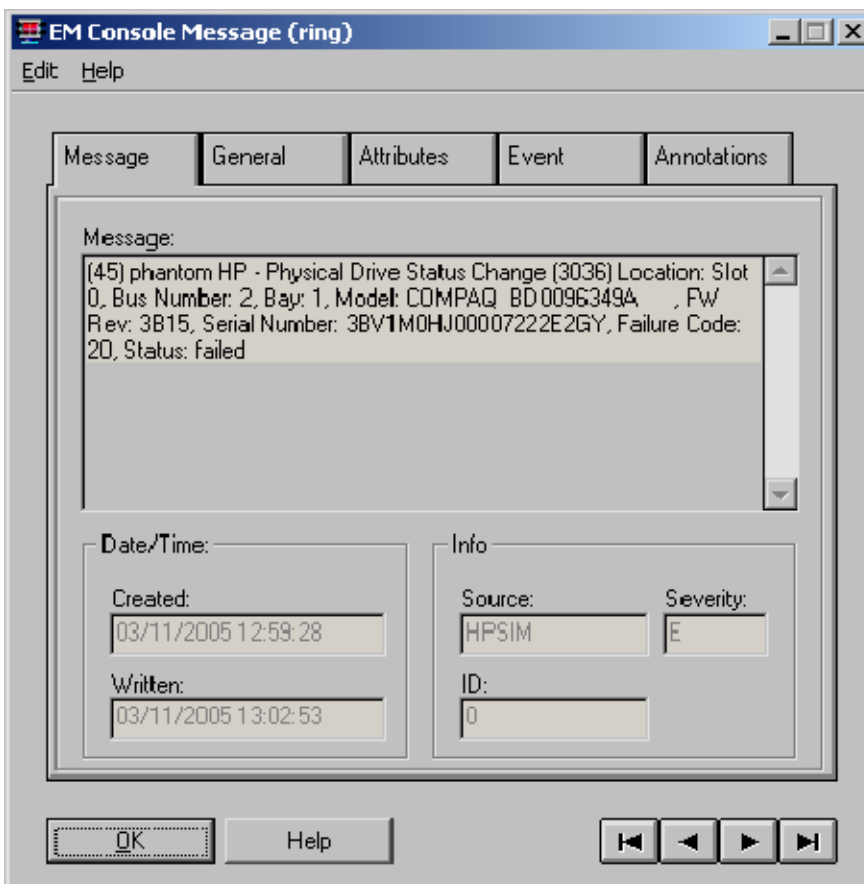 EM Console Message (ring)
Edit Help
Message General Attributes Event Annotations
Message:
(45) phantom HP - Physical Drive Status Change (3036) Location: Slot
0, Bus Number: 2, Bay: 1, Model: COMPAQ BD0096349A , FW
Rev: 3B15, Serial Number: 3BV1M0HJ00007222E2GY, Failure Code:
20, Status: failed
Date/Time: Info
Created: Source: Severity:
03/11/2005 12:59:28 HPSIM E
Written: ID:
03/11/2005 13:02:53 0
OK Help